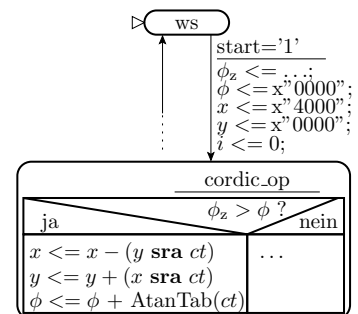 ws
start='1'
ϕz <= ...;
ϕ <= x"0000";
x <= x"4000";
y <= x"0000";
i <= 0;
cordic_op
ϕz > ϕ ?
ja
nein
x <= x − (y sra ct)
...
y <= y + (x sra ct)
ϕ <= ϕ + AtanTab(ct)